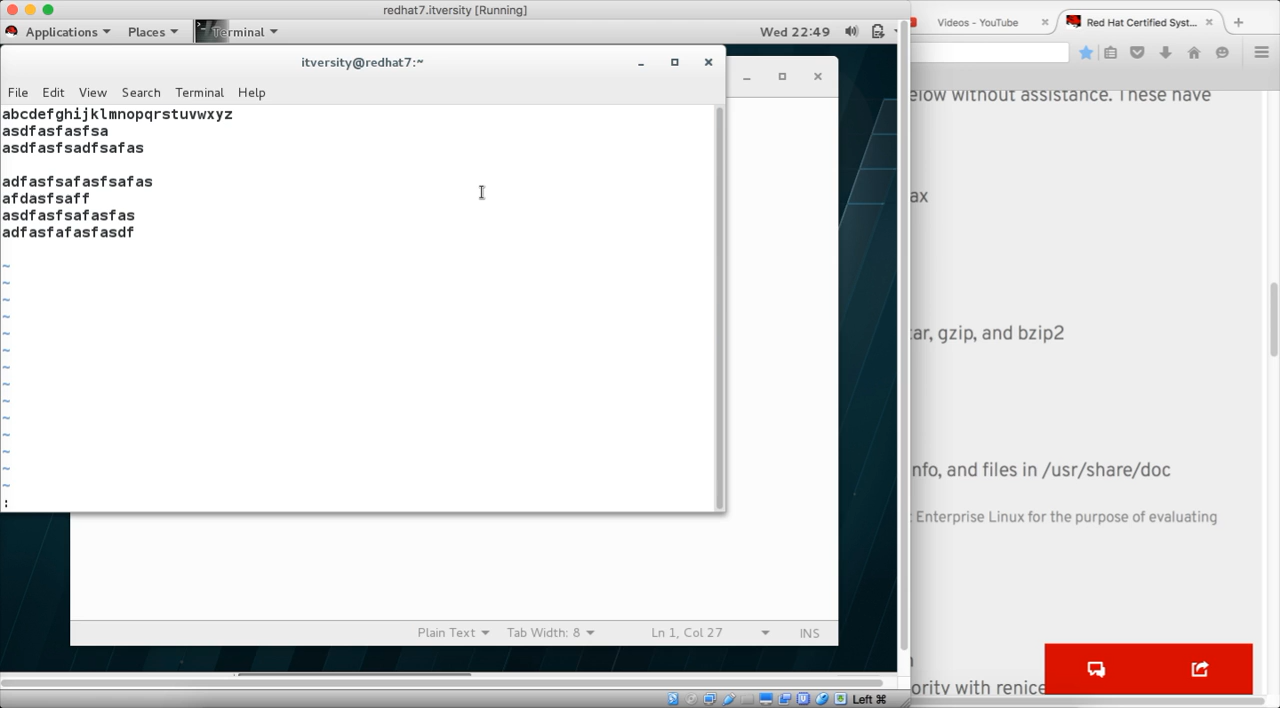 redhat7.itversity [Running]
Applications Places Terminal Wed 22:49
itversity@redhat7:~
File Edit View Search Terminal Help
abcdefghijklmnopqrstuvwxyz
asdfasfasfsa
asdfasfsadfsafas
adfasfsafasfsafas
afdasfsaff
asdfasfsafasfas
adfasfafasfasdf
~
~
~
~
~
~
~
~
~
~
~
~
~
~
:
Plain Text Tab Width: 8 Ln 1, Col 27 INS
Left ⌘
Videos - YouTube Red Hat Certified Syst...
elow without assistance. These have
ax
tar, gzip, and bzip2
nfo, and files in /usr/share/doc
Enterprise Linux for the purpose of evaluating
ority with renice